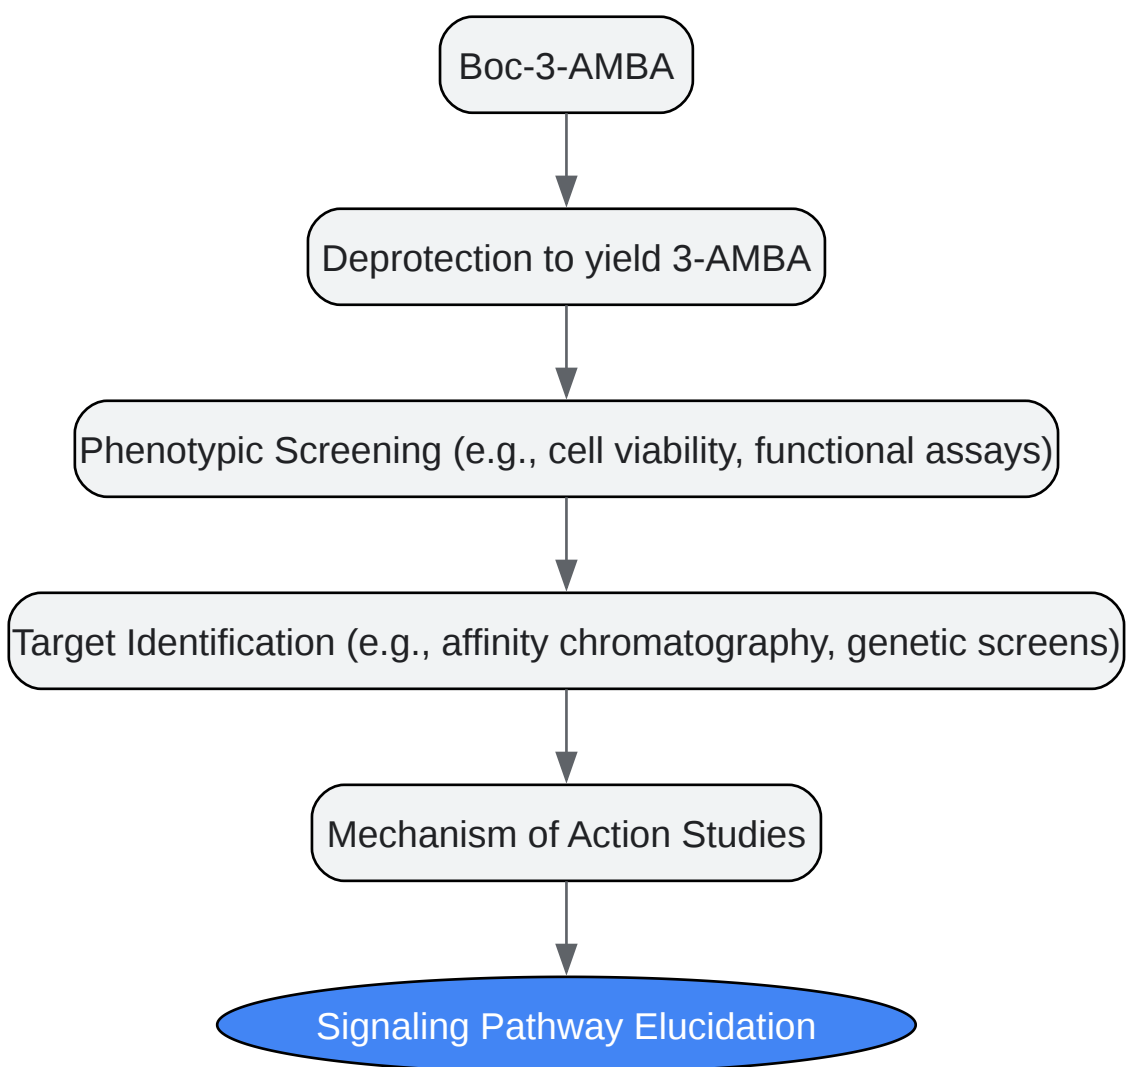 Boc-3-AMBA
Deprotection to yield 3-AMBA
Phenotypic Screening (e.g., cell viability, functional assays)
Target Identification (e.g., affinity chromatography, genetic screens)
Mechanism of Action Studies
Signaling Pathway Elucidation